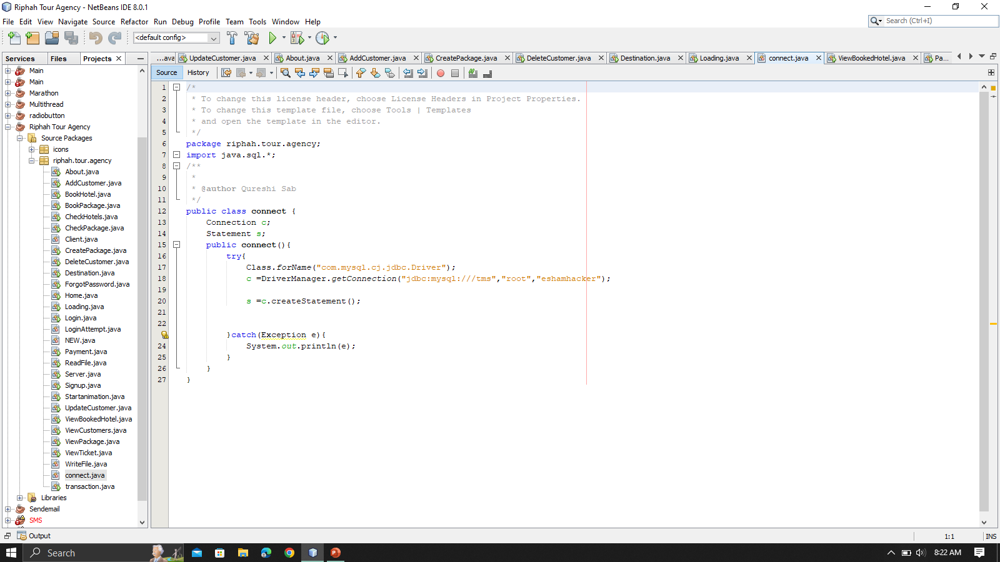 Riphah Tour Agency - NetBeans IDE 8.0.1
File Edit View Navigate Source Refactor Run Debug Profile Team Tools Window Help
Search (Ctrl+I)
<default config>
Services Files Projects
...ava UpdateCustomer.java About.java AddCustomer.java CreatePackage.java DeleteCustomer.java Destination.java Loading.java connect.java ViewBookedHotel.java Pa...
Source History
Main
Main
Marathon
Multithread
radiobutton
Riphah Tour Agency
Source Packages
icons
riphah.tour.agency
About.java
AddCustomer.java
BookHotel.java
BookPackage.java
CheckHotels.java
CheckPackage.java
Client.java
CreatePackage.java
DeleteCustomer.java
Destination.java
ForgotPassword.java
Home.java
Loading.java
Login.java
LoginAttempt.java
NEW.java
Payment.java
ReadFile.java
Server.java
Signup.java
Startanimation.java
UpdateCustomer.java
ViewBookedHotel.java
ViewCustomers.java
ViewPackage.java
ViewTicket.java
WriteFile.java
connect.java
transaction.java
Libraries
Sendemail
SMS
1 /*
2 * To change this license header, choose License Headers in Project Properties.
3 * To change this template file, choose Tools | Templates
4 * and open the template in the editor.
5 */
6 package riphah.tour.agency;
7 import java.sql.*;
8 /**
9 *
10 * @author Qureshi Sab
11 */
12 public class connect {
13 Connection c;
14 Statement s;
15 public connect(){
16 try{
17 Class.forName("com.mysql.cj.jdbc.Driver");
18 c =DriverManager.getConnection("jdbc:mysql:///tms","root","eshamhacker");
19
20 s =c.createStatement();
21
22
}catch(Exception e){
24 System.out.println(e);
25 }
26 }
27 }
Output
1:1 INS
Search
8:22 AM